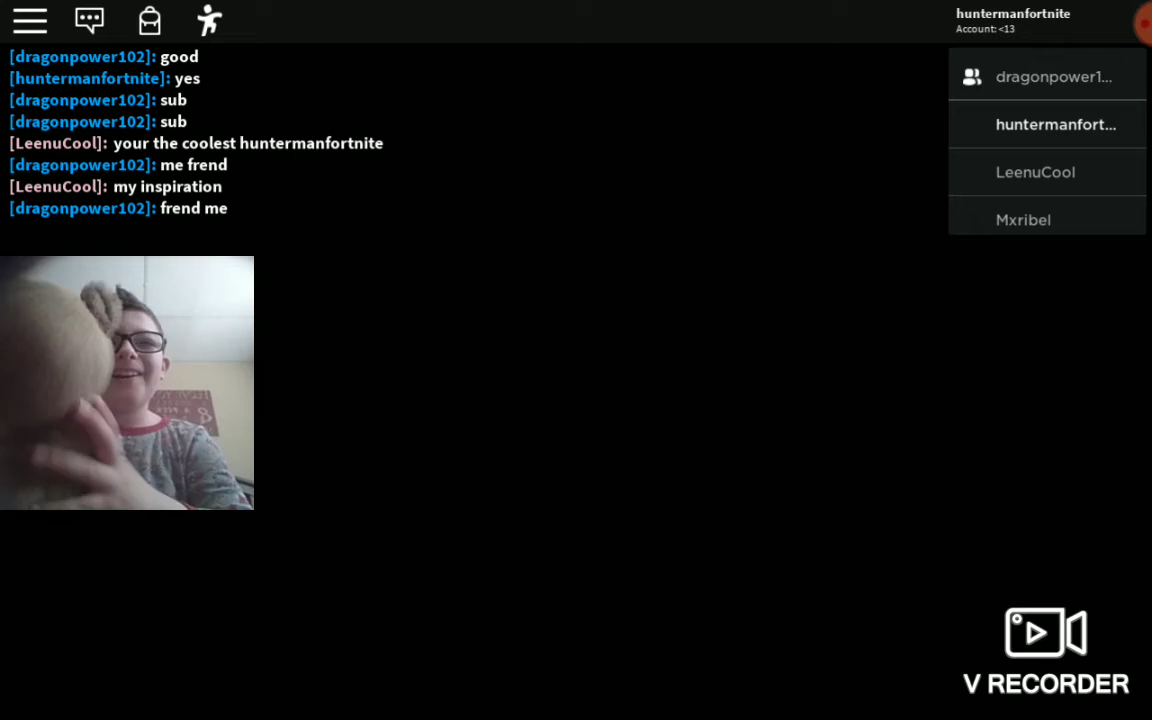 huntermanfortnite
Account: <13
[dragonpower102]: good
[huntermanfortnite]: yes
[dragonpower102]: sub
[dragonpower102]: sub
[LeenuCool]: your the coolest huntermanfortnite
[dragonpower102]: me frend
[LeenuCool]: my inspiration
[dragonpower102]: frend me
dragonpower1...
huntermanfort...
LeenuCool
Mxribel
V RECORDER